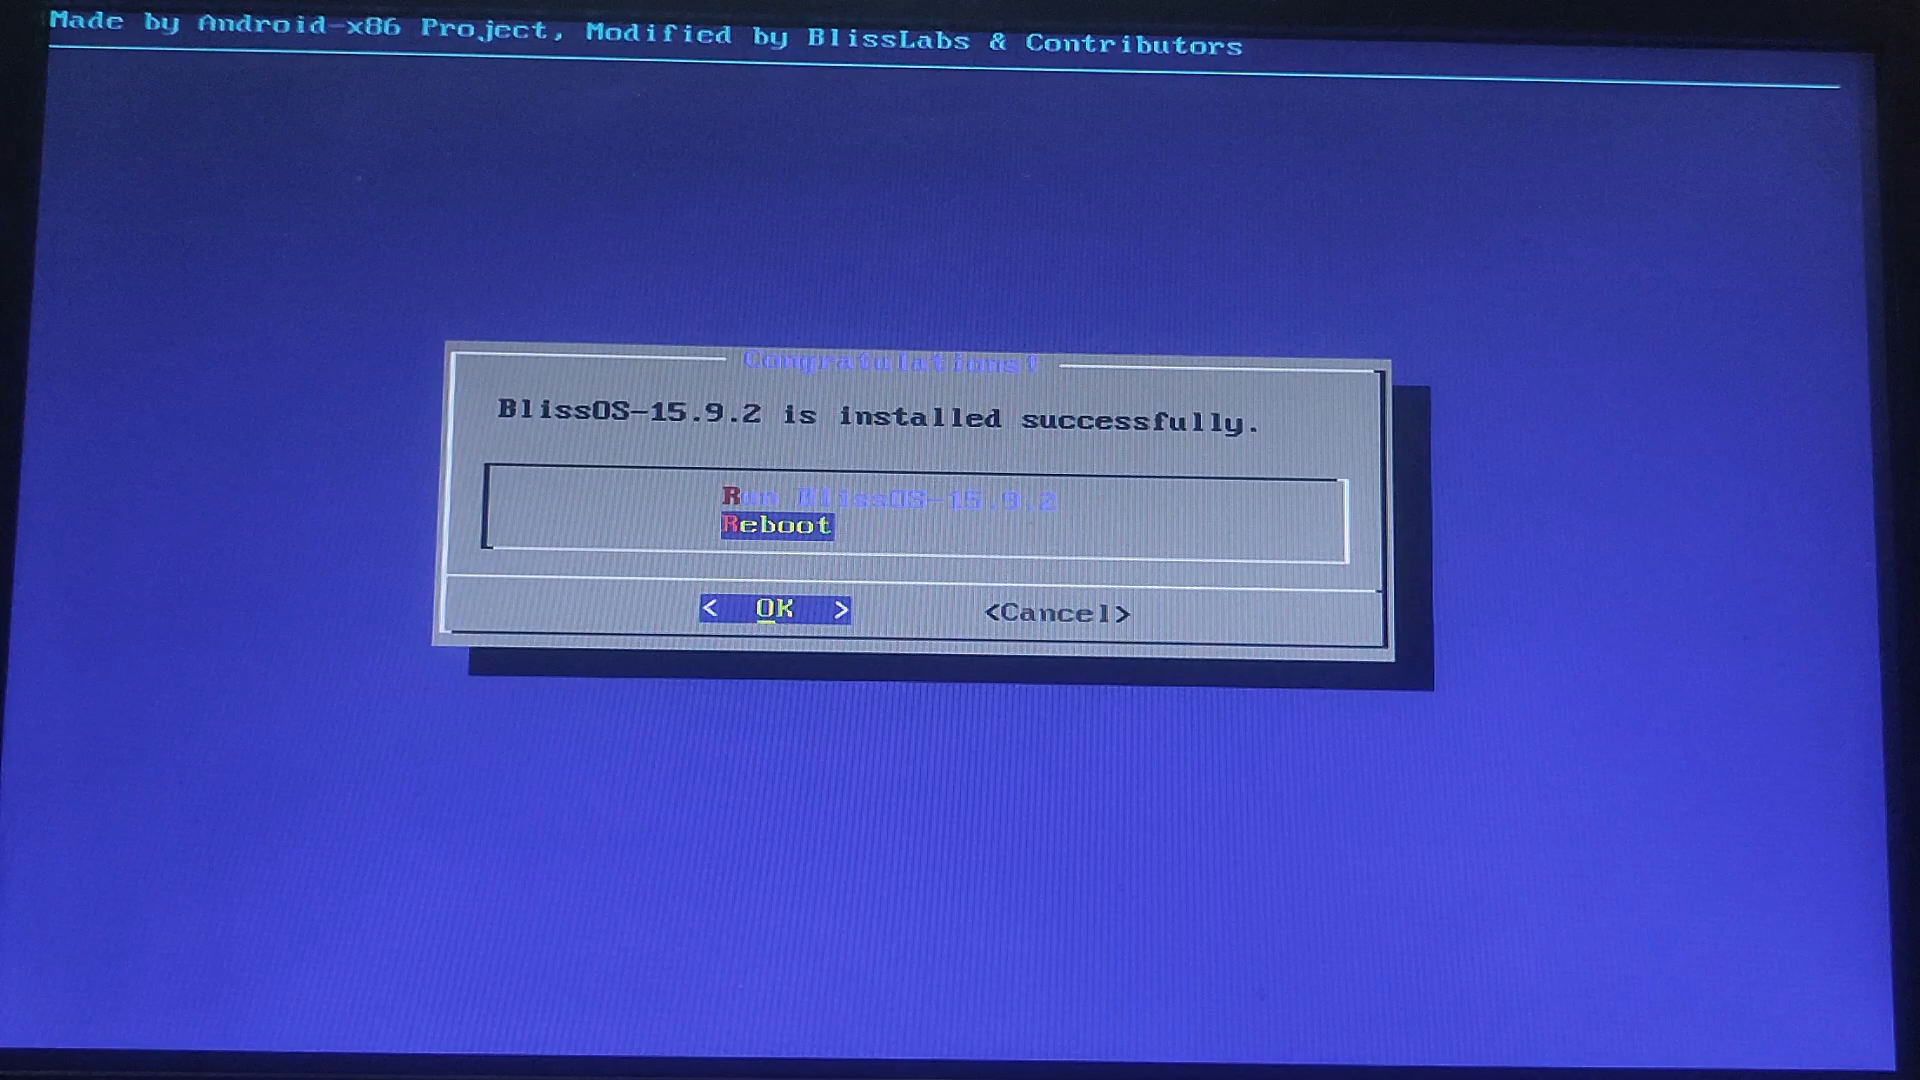 Made by Android-x86 Project, Modified by BlissLabs & Contributors
Congratulations!
BlissOS-15.9.2 is installed successfully.
Run BlissOS-15.9.2
Reboot
< OK > <Cancel>